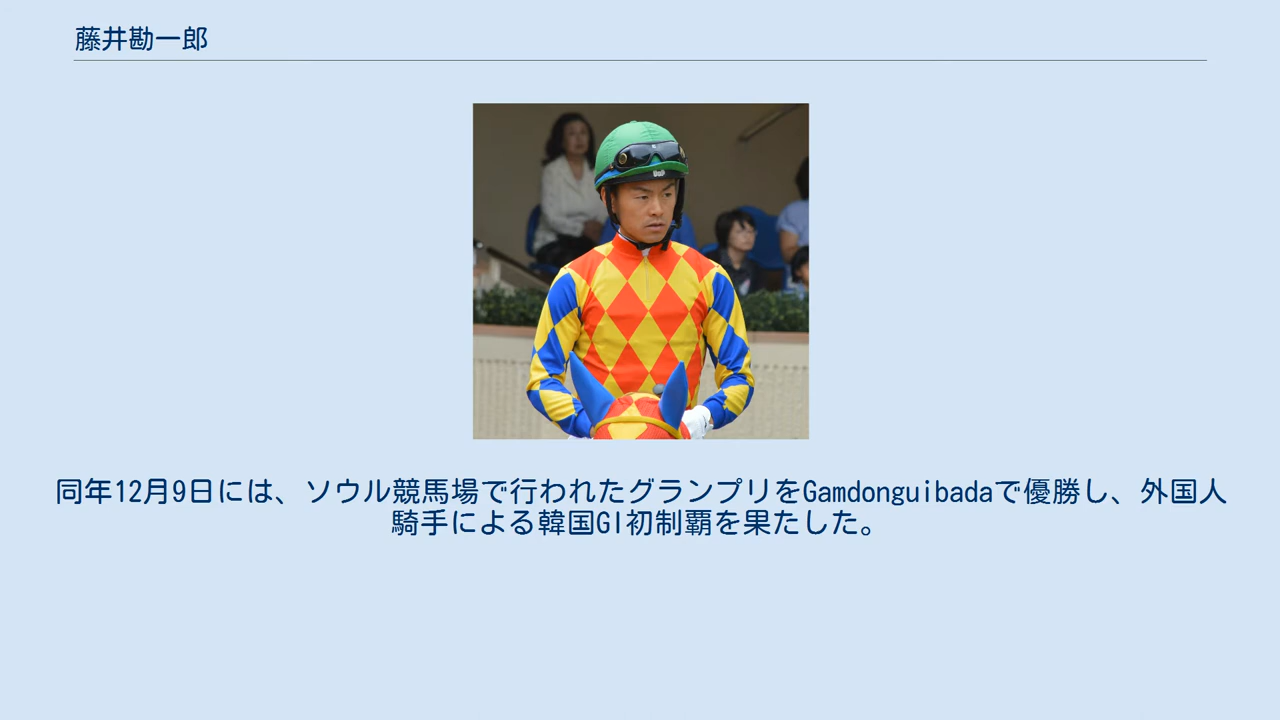 藤井勘一郎
同年12月9日には、ソウル競馬場で行われたグランプリをGamdonguibadaで優勝し、外国人
騎手による韓国GI初制覇を果たした。